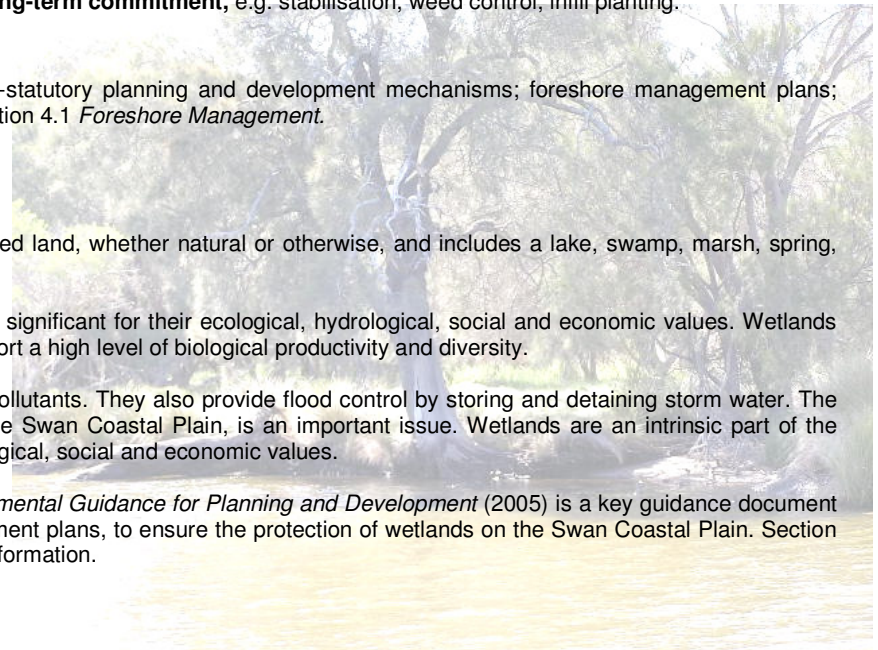 ng-term commitment, e.g. stabilisation, weed control, infill planting.
-statutory planning and development mechanisms; foreshore management plans;
tion 4.1 Foreshore Management.
ed land, whether natural or otherwise, and includes a lake, swamp, marsh, spring,
significant for their ecological, hydrological, social and economic values. Wetlands
ort a high level of biological productivity and diversity.
ollutants. They also provide flood control by storing and detaining storm water. The
e Swan Coastal Plain, is an important issue. Wetlands are an intrinsic part of the
gical, social and economic values.
mental Guidance for Planning and Development (2005) is a key guidance document
ment plans, to ensure the protection of wetlands on the Swan Coastal Plain. Section
formation.